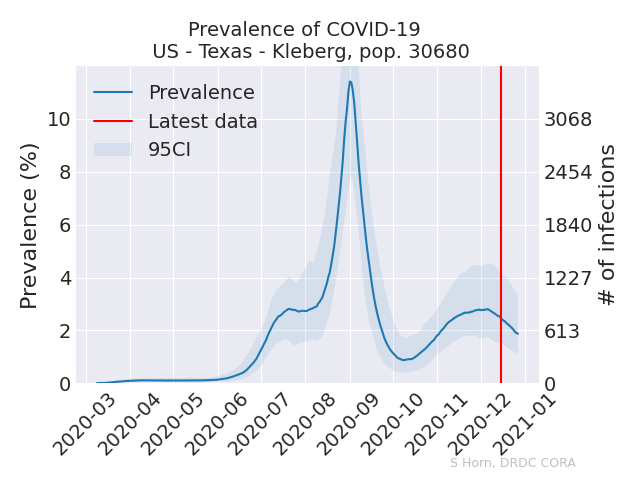 Prevalence of COVID-19
US - Texas - Kleberg, pop. 30680
Prevalence
Latest data
95CI
Prevalence (%)
10
8
6
4
2
0
3068
2454
1840
1227
613
0
# of infections
2020-03
2020-04
2020-05
2020-06
2020-07
2020-08
2020-09
2020-10
2020-11
2020-12
2021-01
S Horn, DRDC CORA